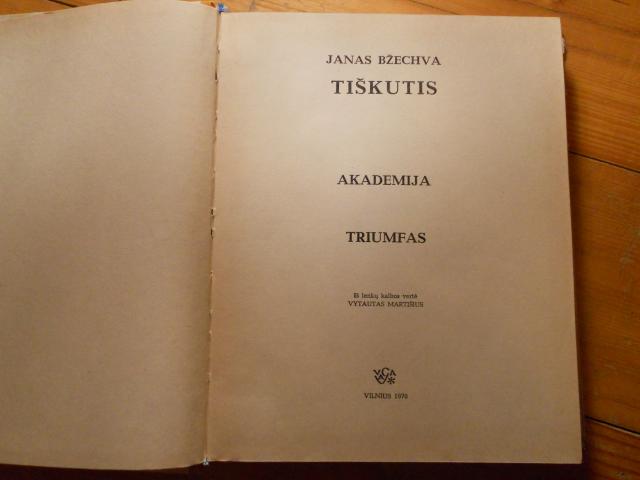 JANAS BŽECHVA
TIŠKUTIS
AKADEMIJA
TRIUMFAS
Iš lenkų kalbos vertė
VYTAUTAS MARTIŠIUS
VILNIUS 1970